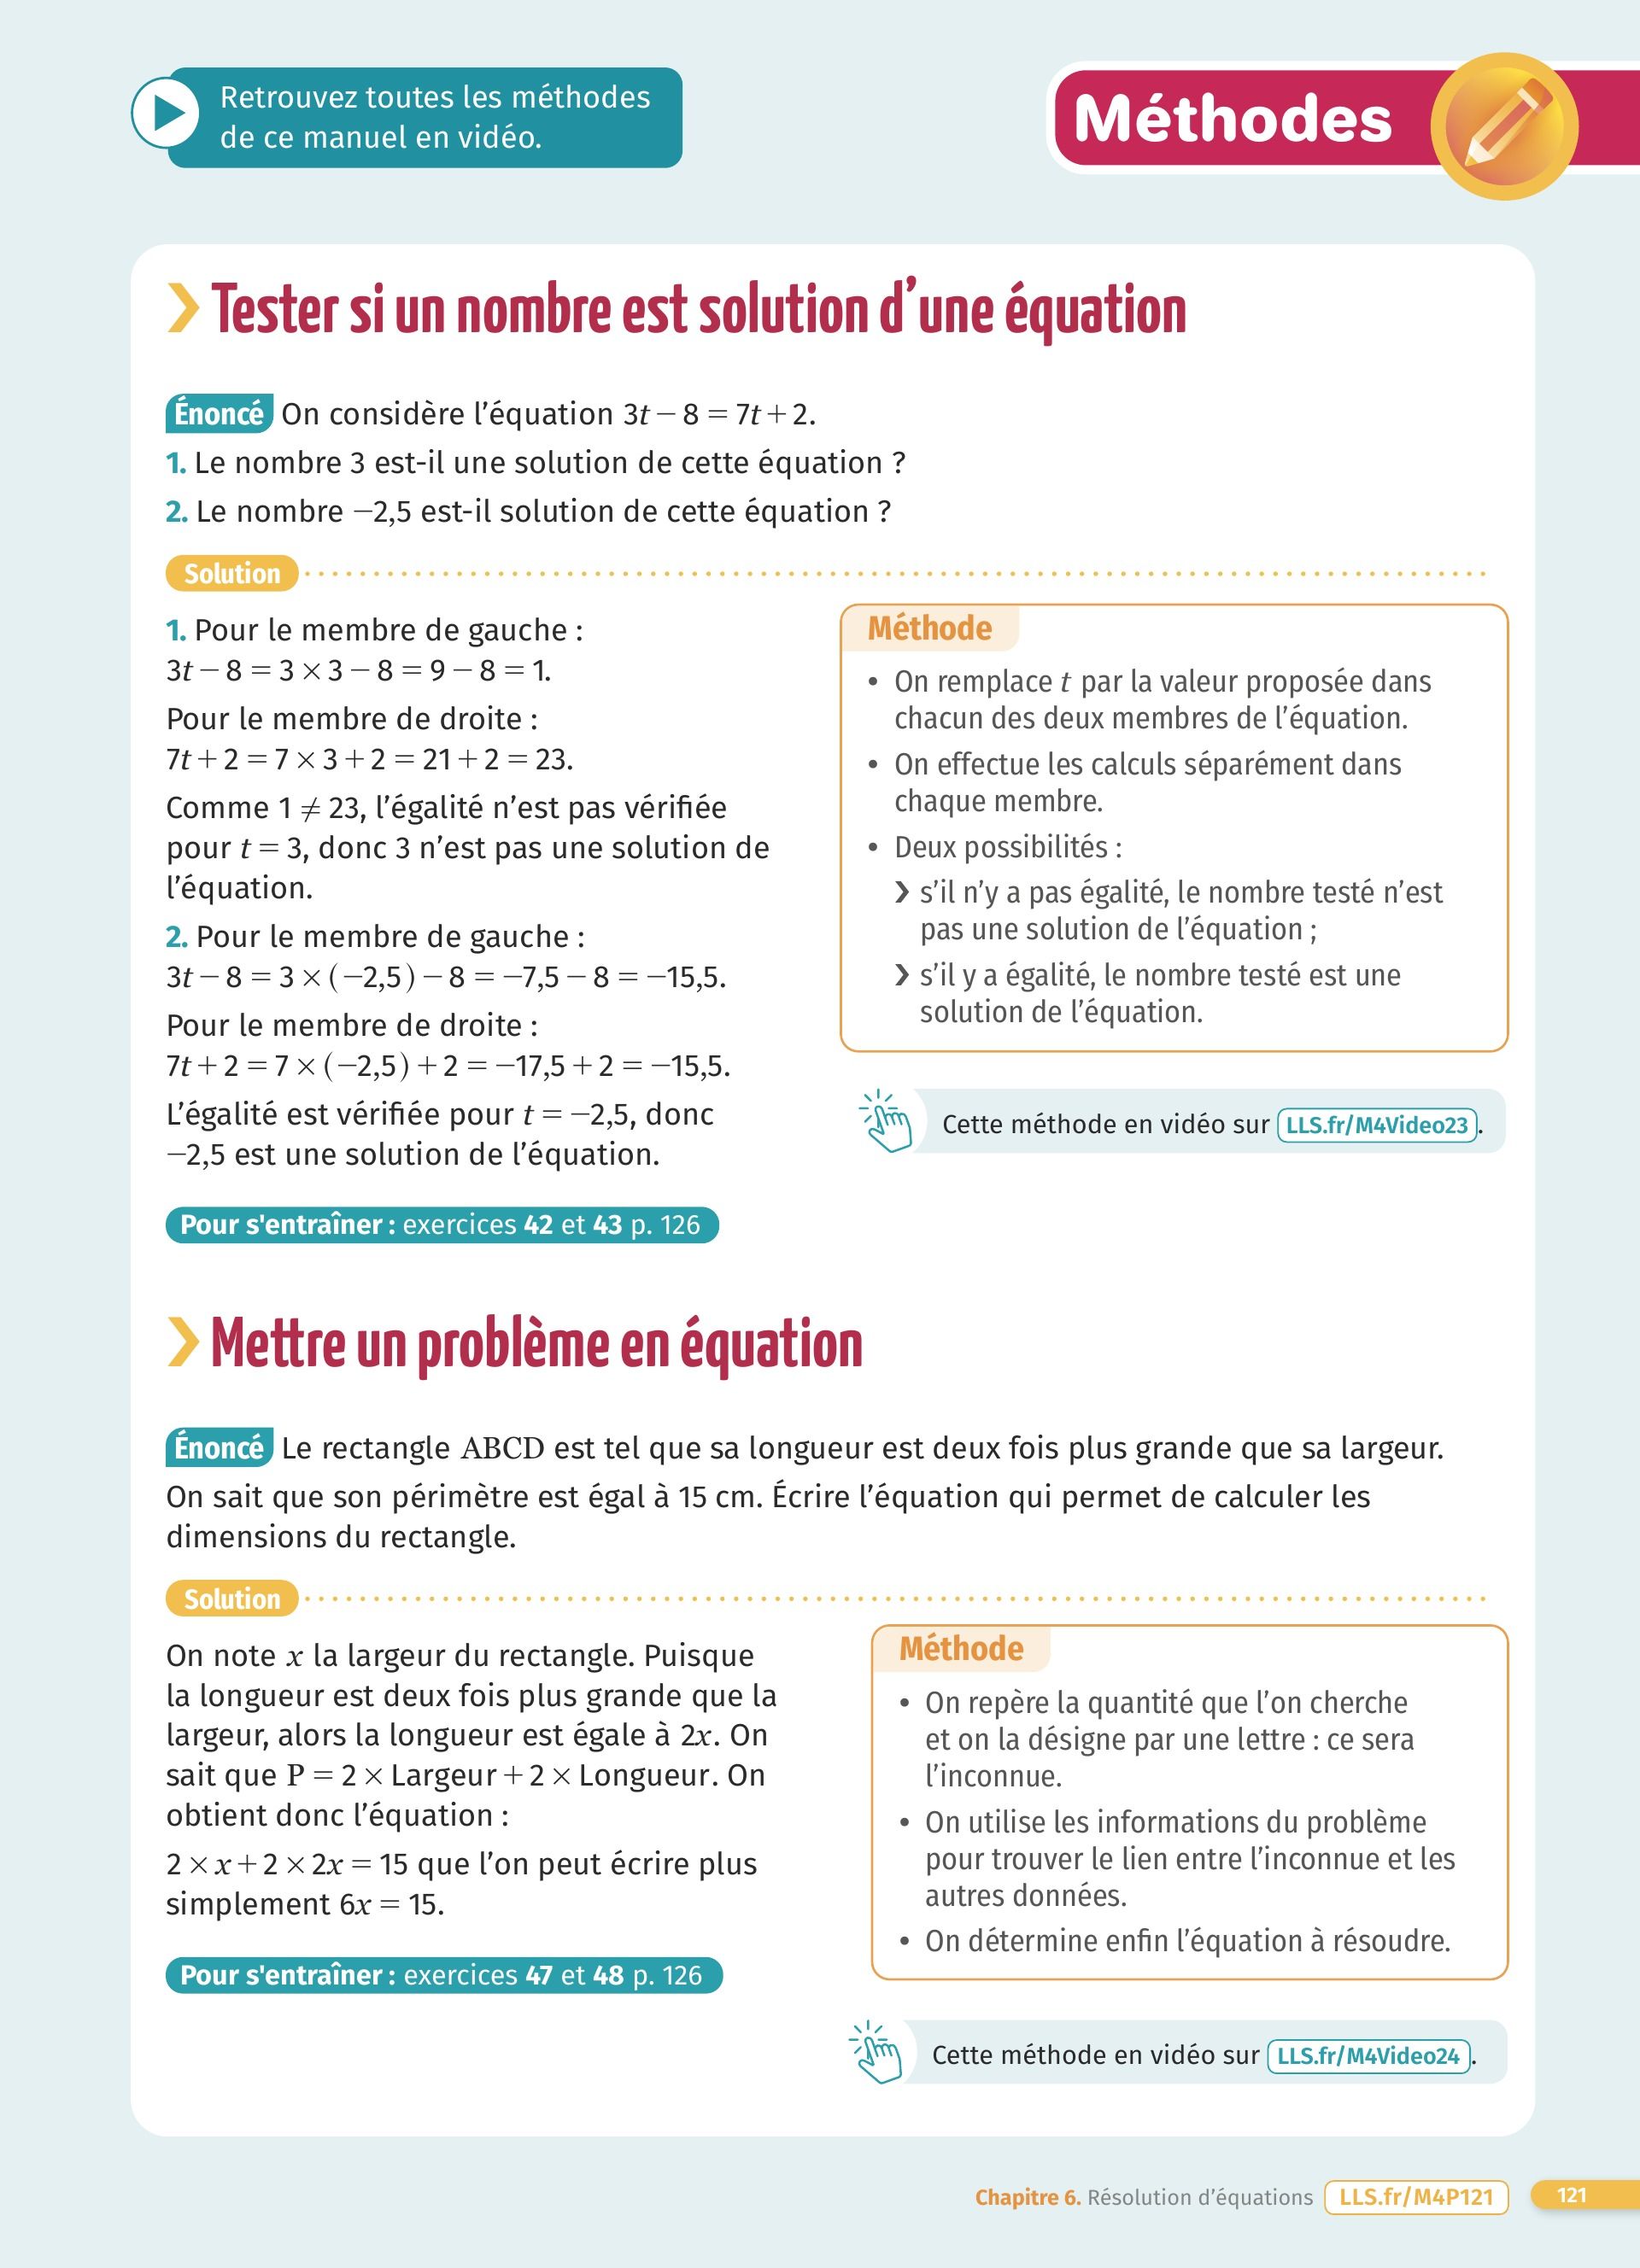 Retrouvez toutes les méthodes
de ce manuel en vidéo.
Méthodes
Tester si un nombre est solution d’une équation
Énoncé On considère l’équation 3t − 8 = 7t + 2.
1. Le nombre 3 est-il une solution de cette équation ?
2. Le nombre −2,5 est-il solution de cette équation ?
Solution
1. Pour le membre de gauche :
3t − 8 = 3 × 3 − 8 = 9 − 8 = 1.
Pour le membre de droite :
7t + 2 = 7 × 3 + 2 = 21 + 2 = 23.
Comme 1 ≠ 23, l’égalité n’est pas vérifiée
pour t = 3, donc 3 n’est pas une solution de
l’équation.
2. Pour le membre de gauche :
3t − 8 = 3 × (−2,5) − 8 = −7,5 − 8 = −15,5.
Pour le membre de droite :
7t + 2 = 7 × (−2,5) + 2 = −17,5 + 2 = −15,5.
L’égalité est vérifiée pour t = −2,5, donc
−2,5 est une solution de l’équation.
Méthode
• On remplace t par la valeur proposée dans
chacun des deux membres de l’équation.
• On effectue les calculs séparément dans
chaque membre.
• Deux possibilités :
› s’il n’y a pas égalité, le nombre testé n’est
pas une solution de l’équation ;
› s’il y a égalité, le nombre testé est une
solution de l’équation.
Cette méthode en vidéo sur LLS.fr/M4Video23.
Pour s'entraîner : exercices 42 et 43 p. 126
Mettre un problème en équation
Énoncé Le rectangle ABCD est tel que sa longueur est deux fois plus grande que sa largeur.
On sait que son périmètre est égal à 15 cm. Écrire l’équation qui permet de calculer les
dimensions du rectangle.
Solution
On note x la largeur du rectangle. Puisque
la longueur est deux fois plus grande que la
largeur, alors la longueur est égale à 2x. On
sait que P = 2 × Largeur + 2 × Longueur. On
obtient donc l’équation :
2 × x + 2 × 2x = 15 que l’on peut écrire plus
simplement 6x = 15.
Méthode
• On repère la quantité que l’on cherche
et on la désigne par une lettre : ce sera
l’inconnue.
• On utilise les informations du problème
pour trouver le lien entre l’inconnue et les
autres données.
• On détermine enfin l’équation à résoudre.
Pour s'entraîner : exercices 47 et 48 p. 126
Cette méthode en vidéo sur LLS.fr/M4Video24.
Chapitre 6. Résolution d’équations LLS.fr/M4P121 121